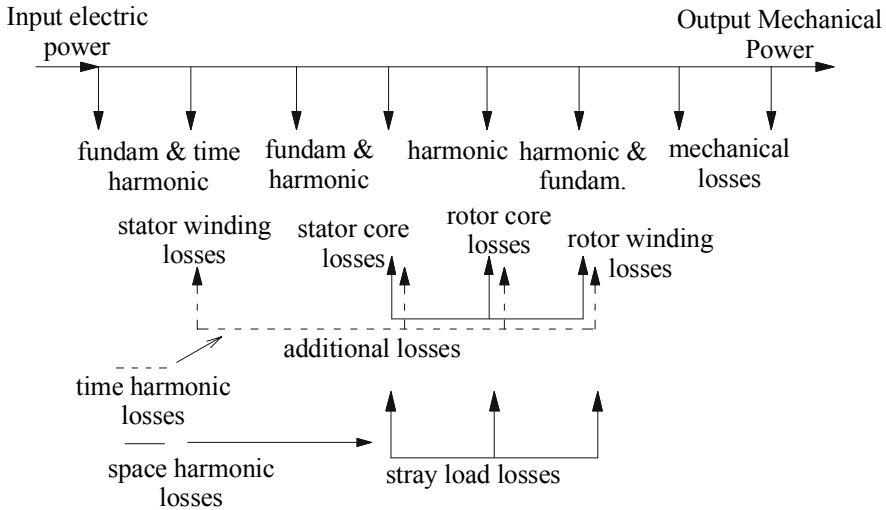 Input electric
power
Output Mechanical
Power
fundam & time
harmonic
fundam &
harmonic
harmonic
harmonic &
fundam.
mechanical
losses
stator winding
losses
stator core
losses
rotor core
losses
rotor winding
losses
additional losses
time harmonic
losses
space harmonic
losses
stray load losses